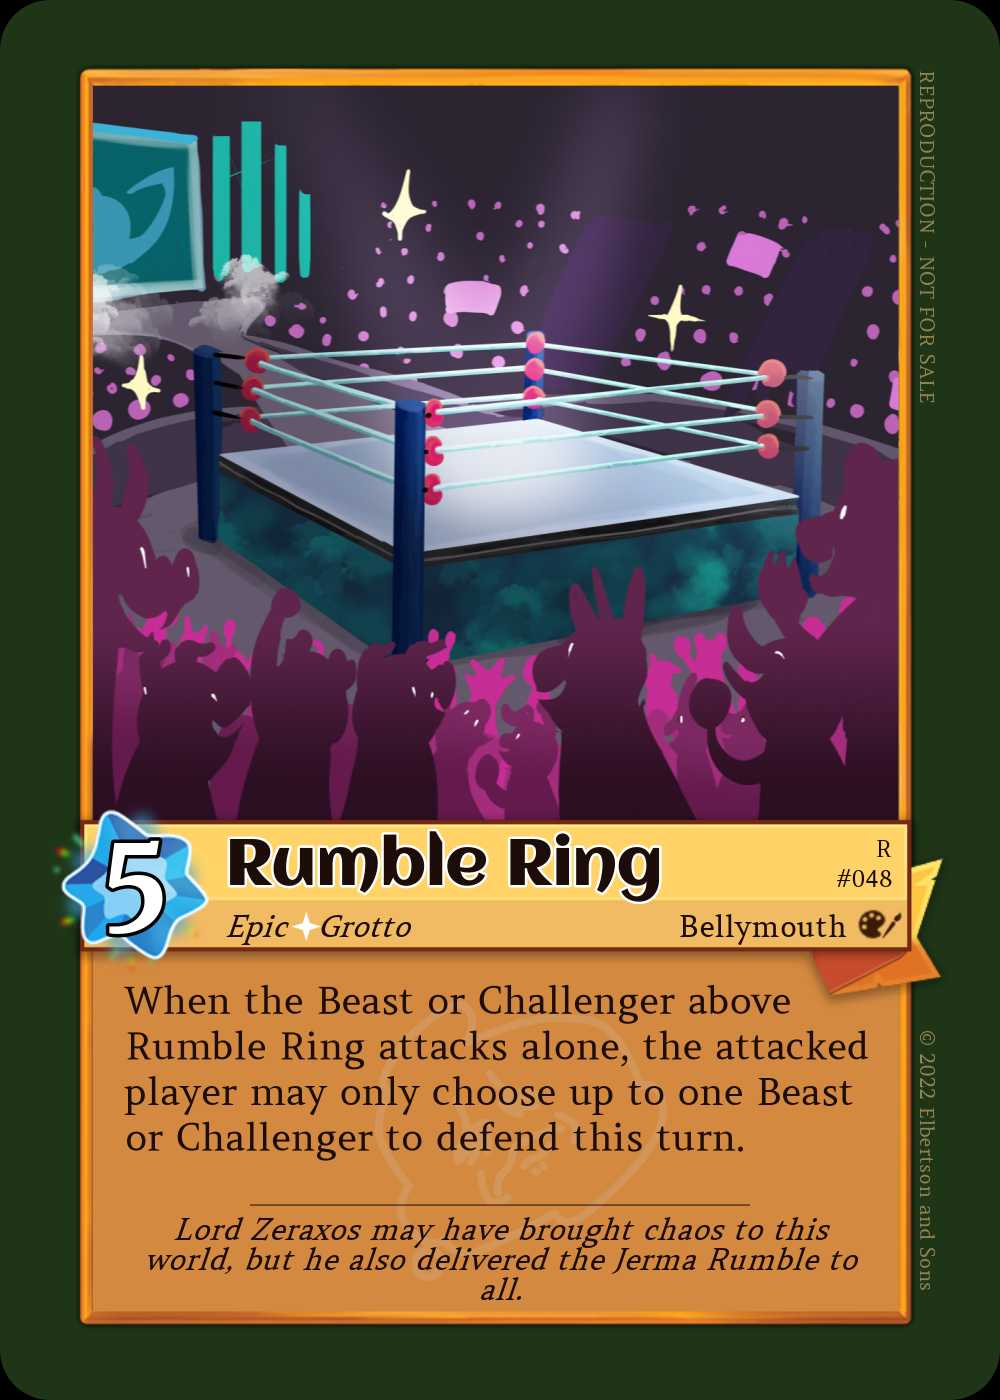 REPRODUCTION - NOT FOR SALE
5
Rumble Ring
R
#048
Epic Grotto
Bellymouth
When the Beast or Challenger above
Rumble Ring attacks alone, the attacked
player may only choose up to one Beast
or Challenger to defend this turn.
Lord Zeraxos may have brought chaos to this
world, but he also delivered the Jerma Rumble to
all.
© 2022 Elbertson and Sons